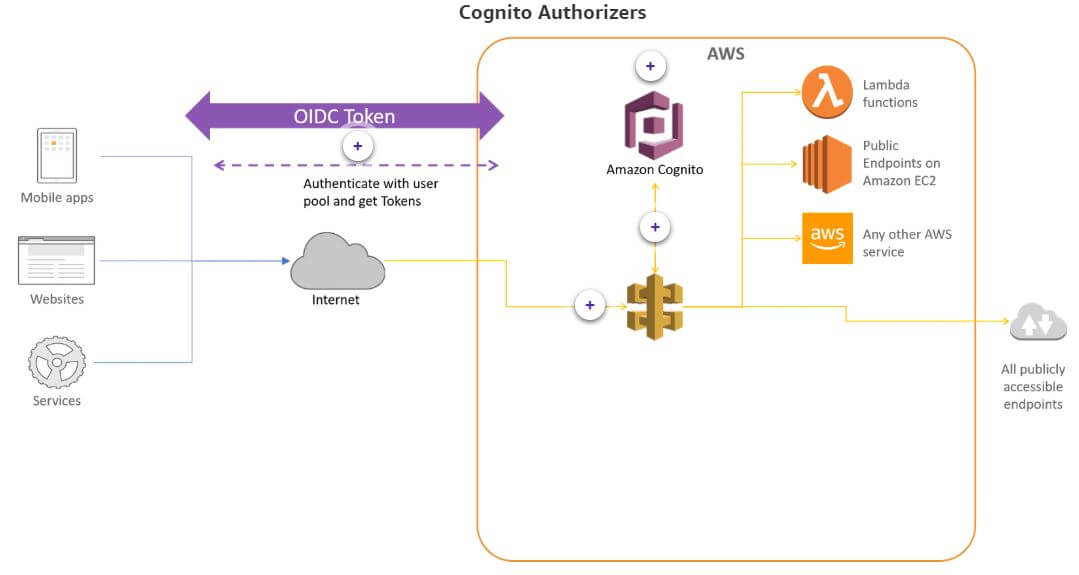 Cognito Authorizers
AWS
OIDC Token
Authenticate with user
pool and get Tokens
Mobile apps
Websites
Services
Internet
Amazon Cognito
Lambda
functions
Public
Endpoints on
Amazon EC2
aws
Any other AWS
service
All publicly
accessible
endpoints